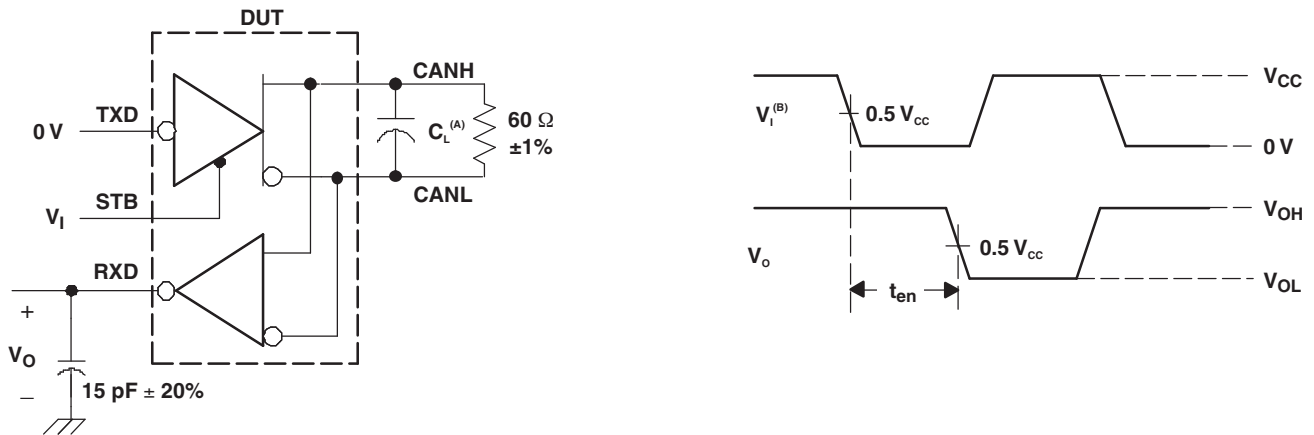 DUT
CANH
TXD
0 V
C_L^(A)
60 Ω
±1%
STB
V_I
CANL
RXD
+
V_O
–
15 pF ± 20%
V_I^(B)
0.5 V_CC
V_CC
0 V
V_O
0.5 V_CC
V_OH
V_OL
t_en